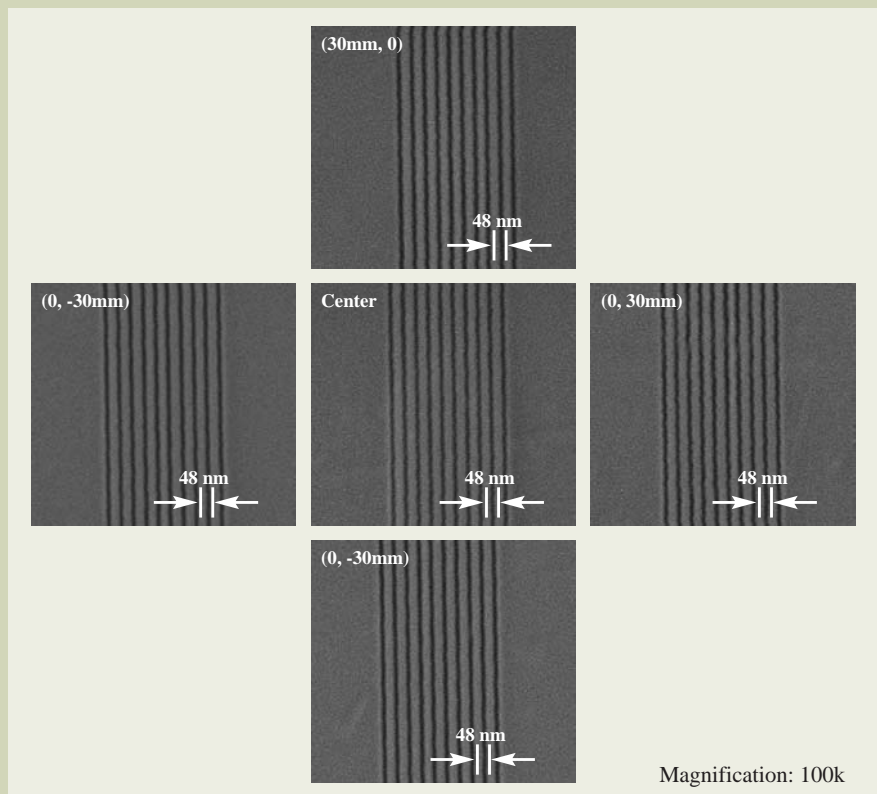 (30mm, 0)
48 nm
(0, -30mm)
48 nm
Center
48 nm
(0, 30mm)
48 nm
(0, -30mm)
48 nm
Magnification: 100k